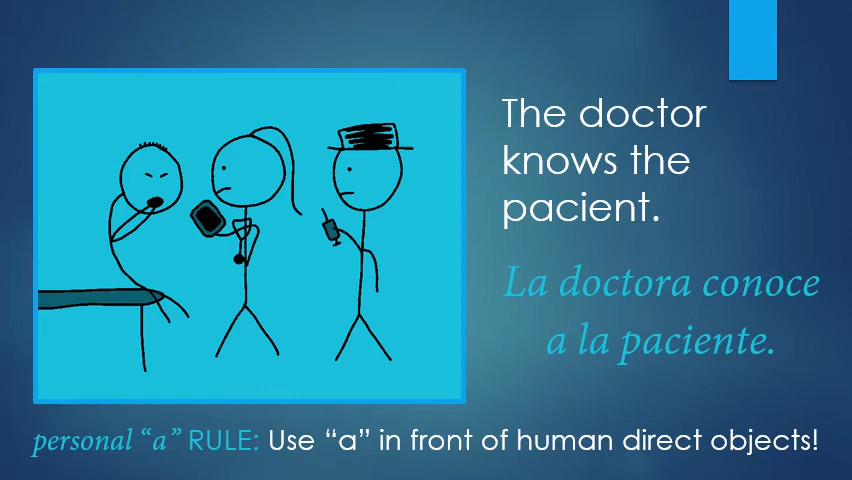 The doctor
knows the
pacient.
La doctora conoce
a la paciente.
personal “a” RULE: Use “a” in front of human direct objects!